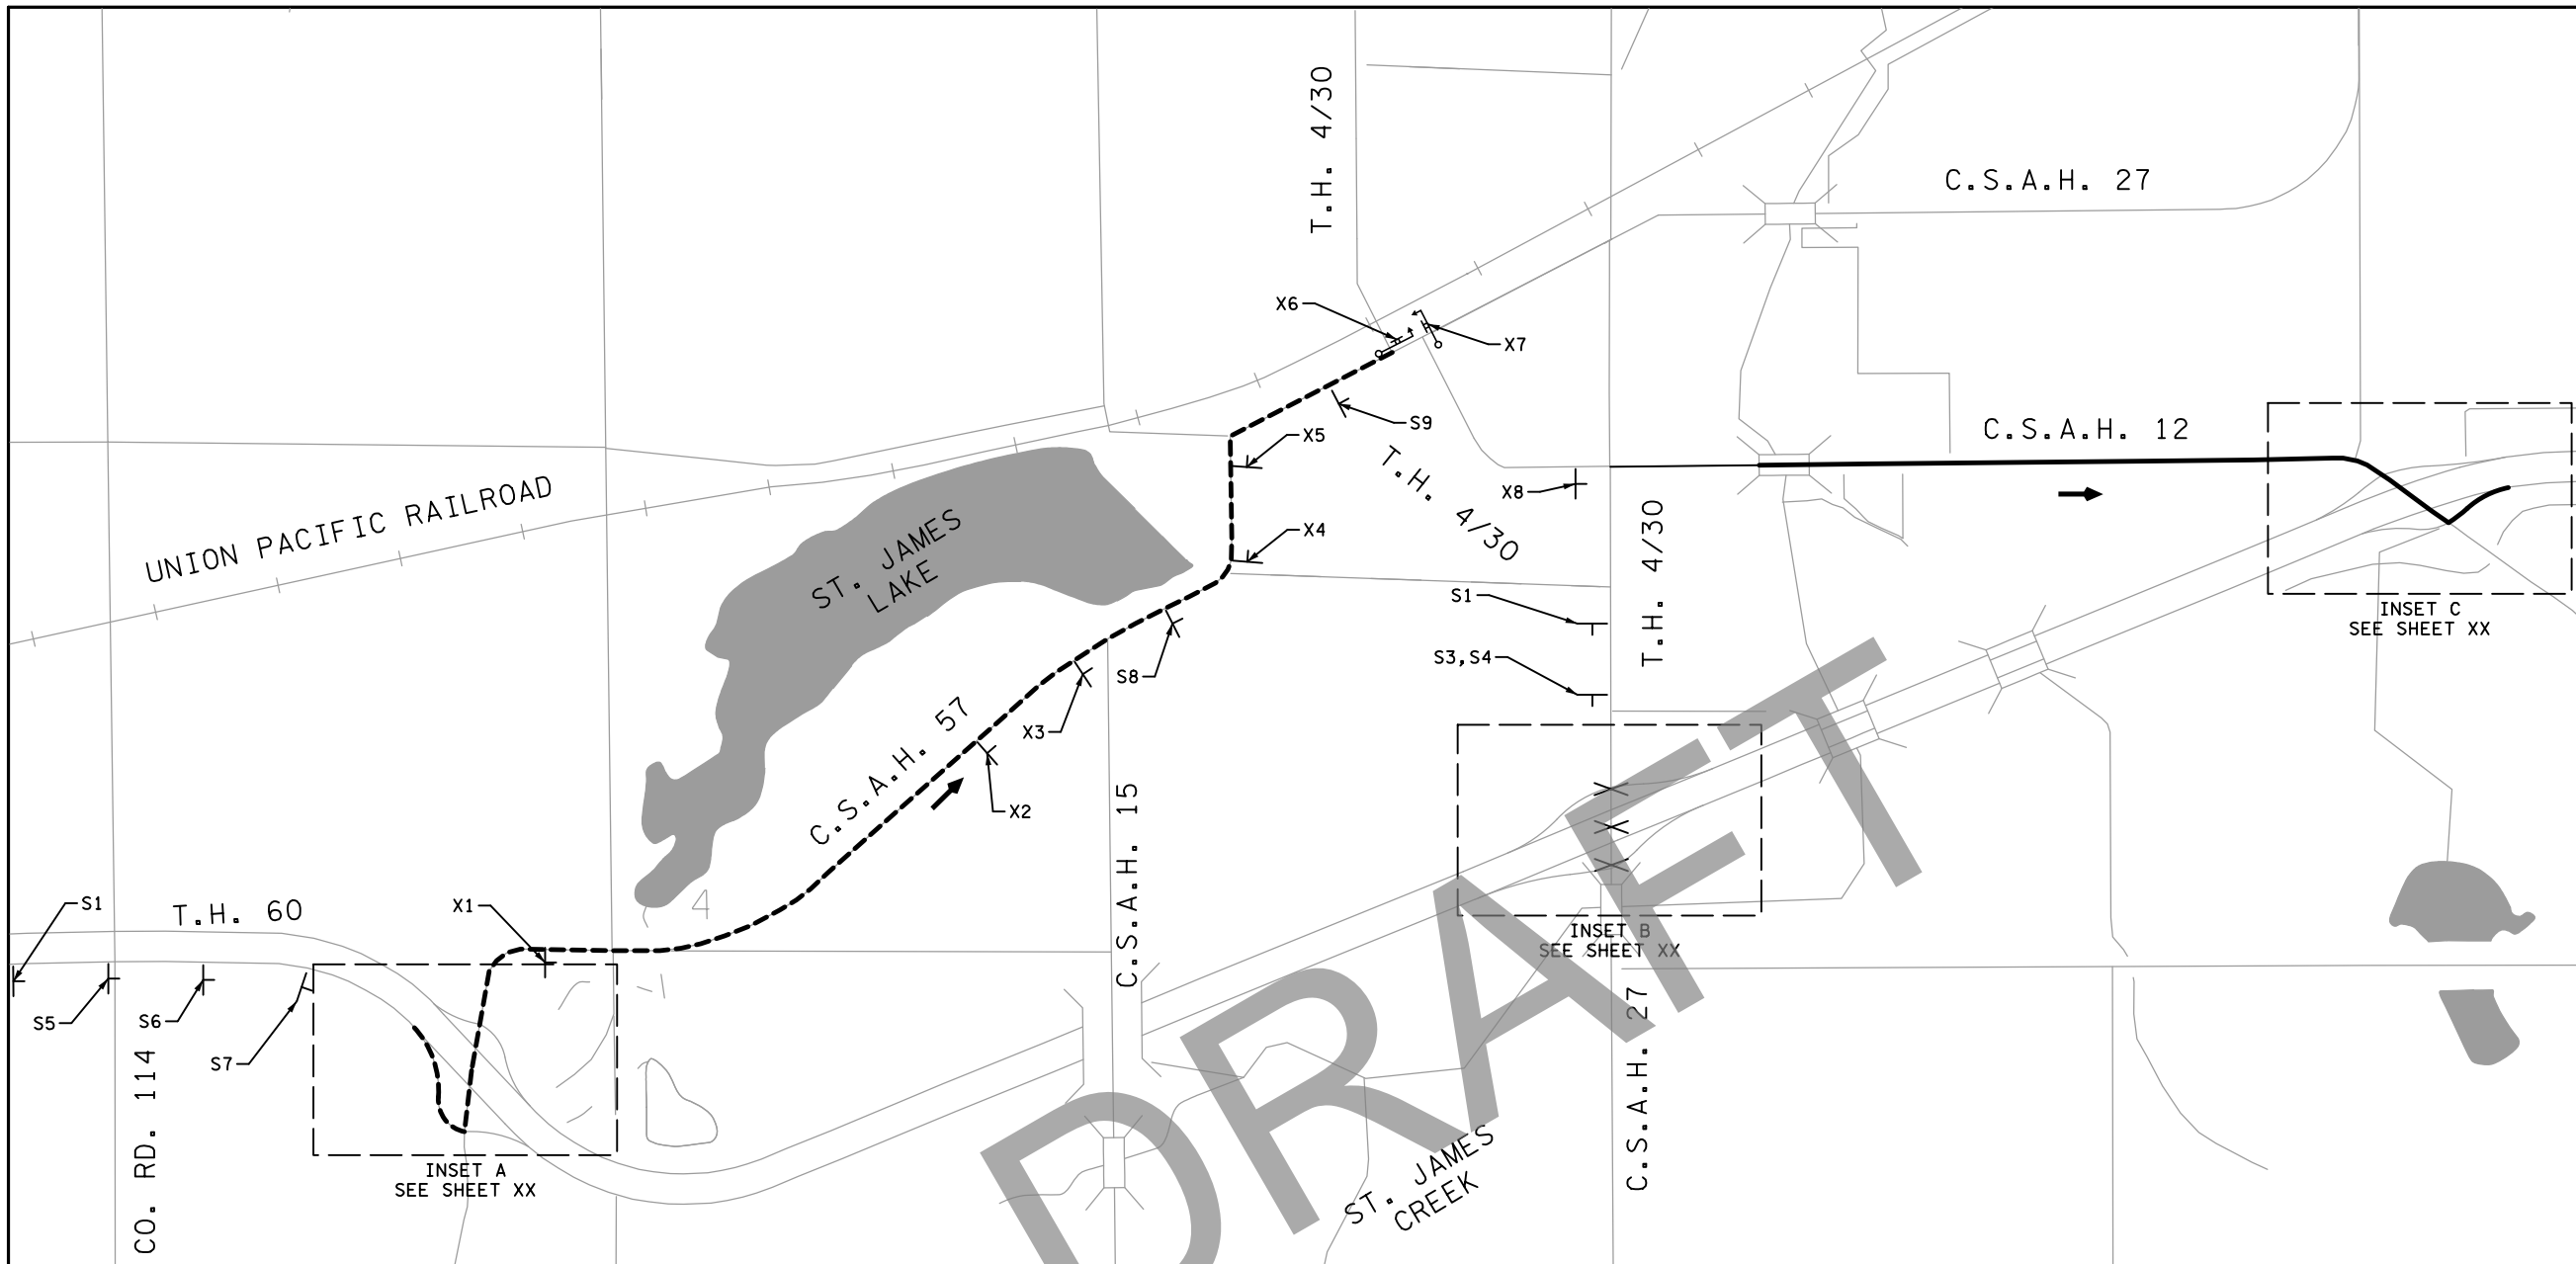 T.H. 4/30
C.S.A.H. 27
X6
X7
S9
X5
C.S.A.H. 12
T.H. 4/30
X8
UNION PACIFIC RAILROAD
ST. JAMES
LAKE
X4
T.H. 4/30
S1
INSET C
SEE SHEET XX
S3,S4
S8
X3
C.S.A.H. 57
X2
C.S.A.H. 15
S1
T.H. 60
X1
4
INSET B
SEE SHEET XX
S5
S6
S7
CO. RD. 114
C.S.A.H. 27
INSET A
SEE SHEET XX
ST. JAMES
CREEK
DRAFT